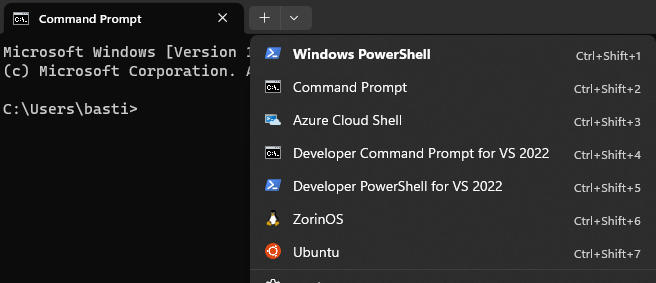 Command Prompt
Microsoft Windows [Version
(c) Microsoft Corporation.
C:\Users\basti>
Windows PowerShell Ctrl+Shift+1
Command Prompt Ctrl+Shift+2
Azure Cloud Shell Ctrl+Shift+3
Developer Command Prompt for VS 2022 Ctrl+Shift+4
Developer PowerShell for VS 2022 Ctrl+Shift+5
ZorinOS Ctrl+Shift+6
Ubuntu Ctrl+Shift+7